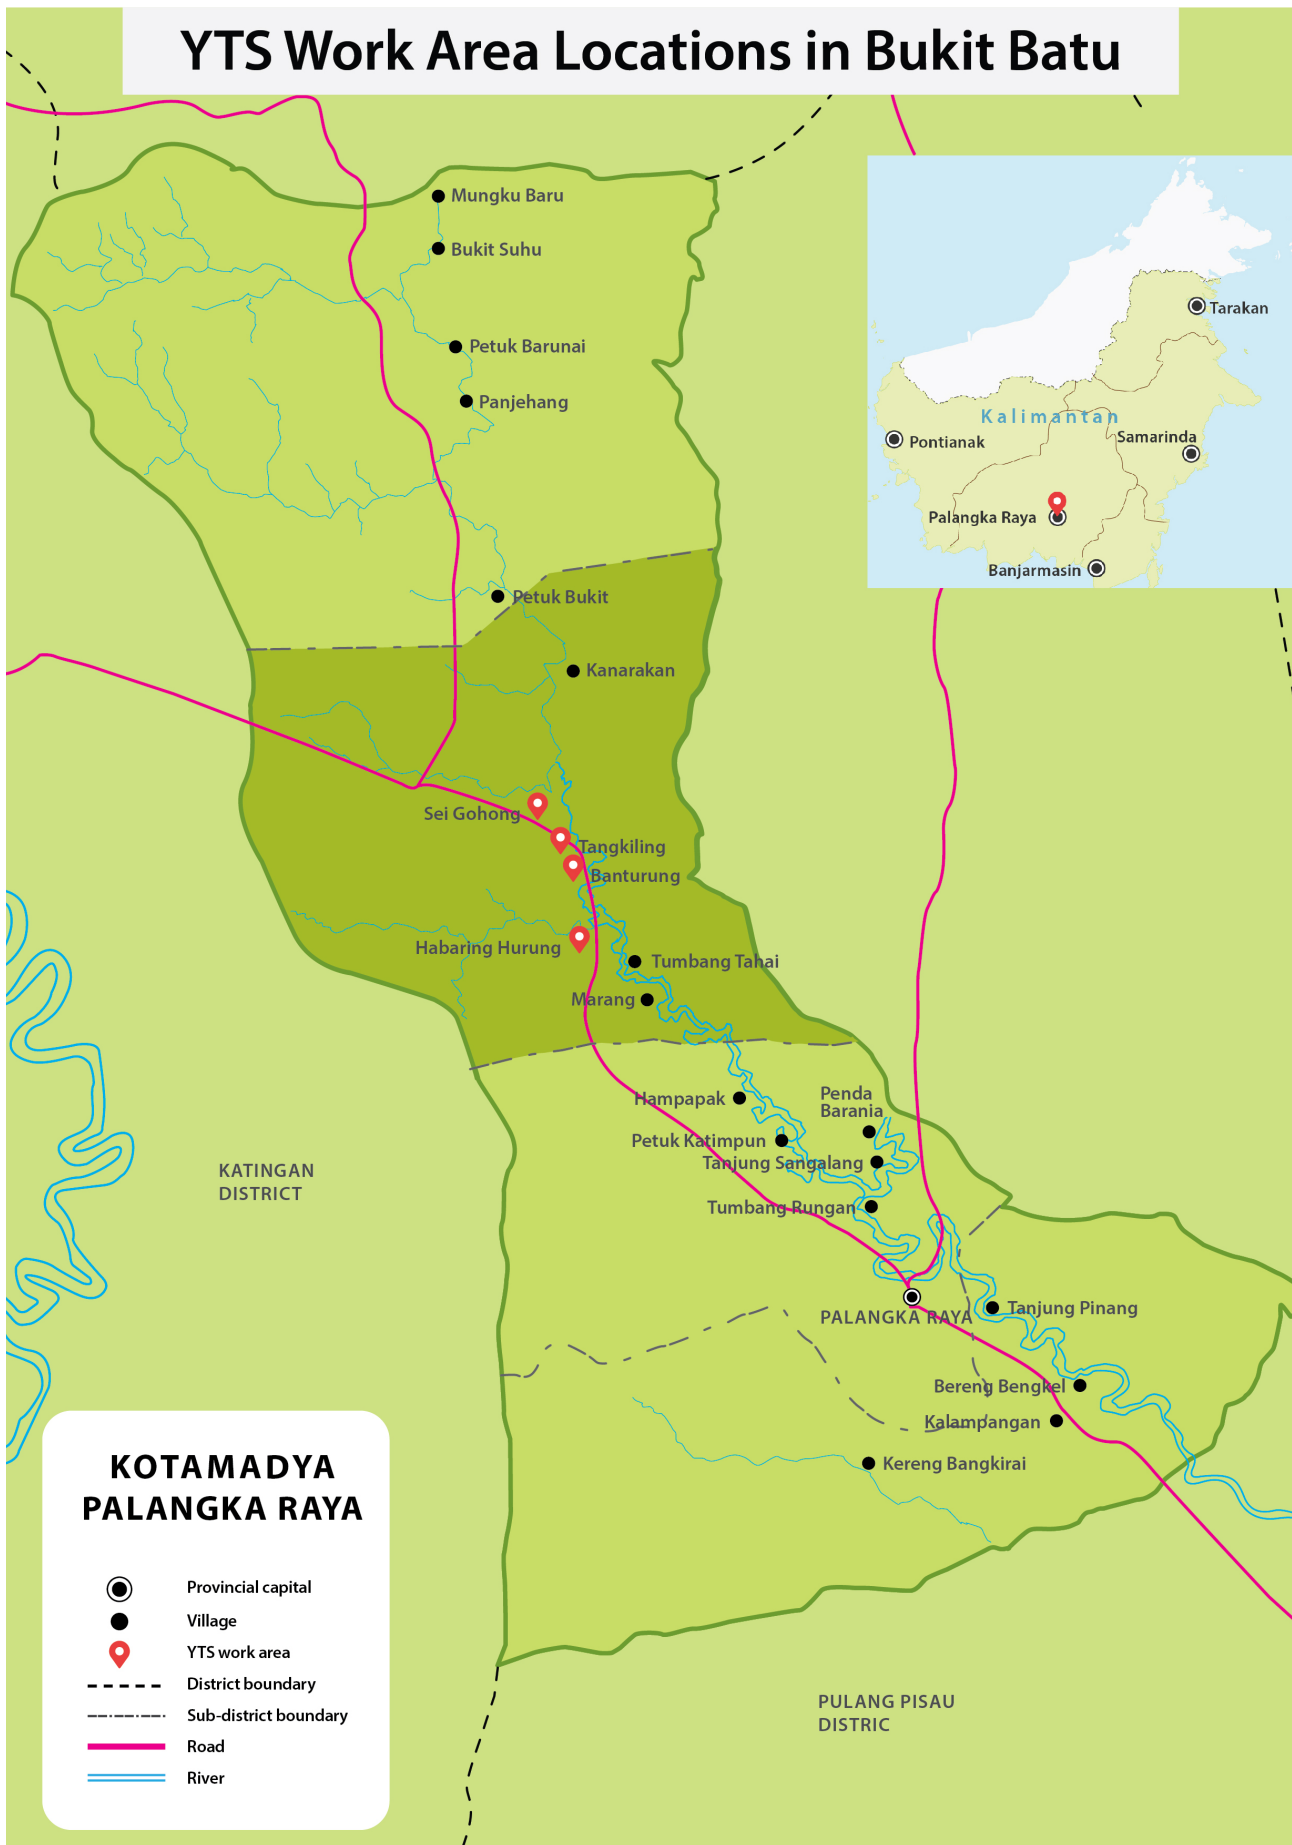 YTS Work Area Locations in Bukit Batu
Mungku Baru
Bukit Suhu
Petuk Barunai
Panjehang
Tarakan
Kalimantan
Pontianak
Samarinda
Palangka Raya
Banjarmasin
Petuk Bukit
Kanarakan
Sei Gohong
Tangkiling
Banturung
Habaring Hurung
Tumbang Tahai
Marang
Hampapak
Penda
Barania
Petuk Katimpun
Tanjung Sangalang
KATINGAN
DISTRICT
Tumbang Rungan
Tanjung Pinang
PALANGKA RAYA
Bereng Bengkel
Kalampangan
Kereng Bangkirai
KOTAMADYA
PALANGKA RAYA
Provincial capital
Village
YTS work area
District boundary
Sub-district boundary
Road
River
PULANG PISAU
DISTRIC